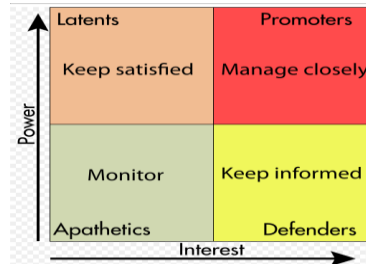 Latents
Promoters
Keep satisfied
Manage closely
Power
Monitor
Keep informed
Apathetics
Defenders
Interest